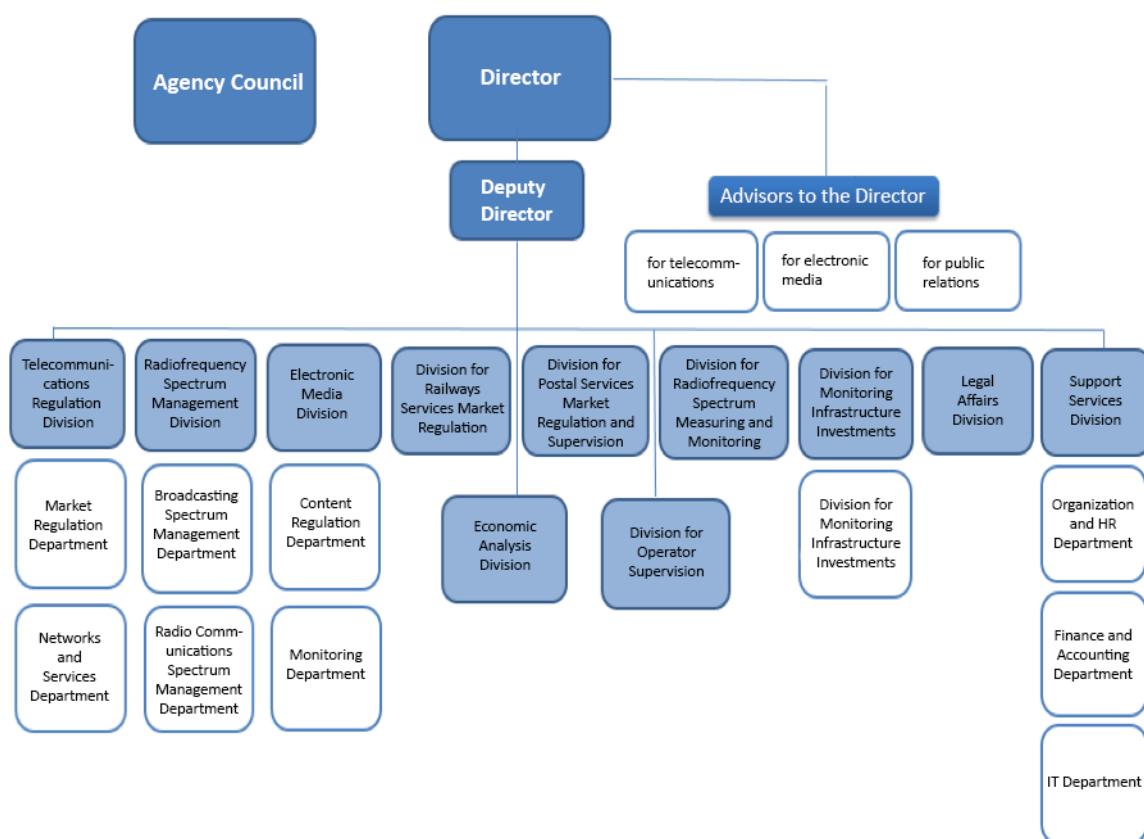 Agency Council
Director
Deputy
Director
Advisors to the Director
for telecomm-
unications
for electronic
media
for public
relations
Telecommuni-
cations
Regulation
Division
Radiofrequency
Spectrum
Management
Division
Electronic
Media
Division
Division for
Railways
Services Market
Regulation
Division for
Postal Services
Market
Regulation and
Supervision
Division for
Radiofrequency
Spectrum
Measuring and
Monitoring
Division for
Monitoring
Infrastructure
Investments
Legal
Affairs
Division
Support
Services
Division
Market
Regulation
Department
Broadcasting
Spectrum
Management
Department
Content
Regulation
Department
Economic
Analysis
Division
Division for
Operator
Supervision
Division for
Monitoring
Infrastructure
Investments
Organization
and HR
Department
Networks
and
Services
Department
Radio Comm-
unications
Spectrum
Management
Department
Monitoring
Department
Finance and
Accounting
Department
IT Department